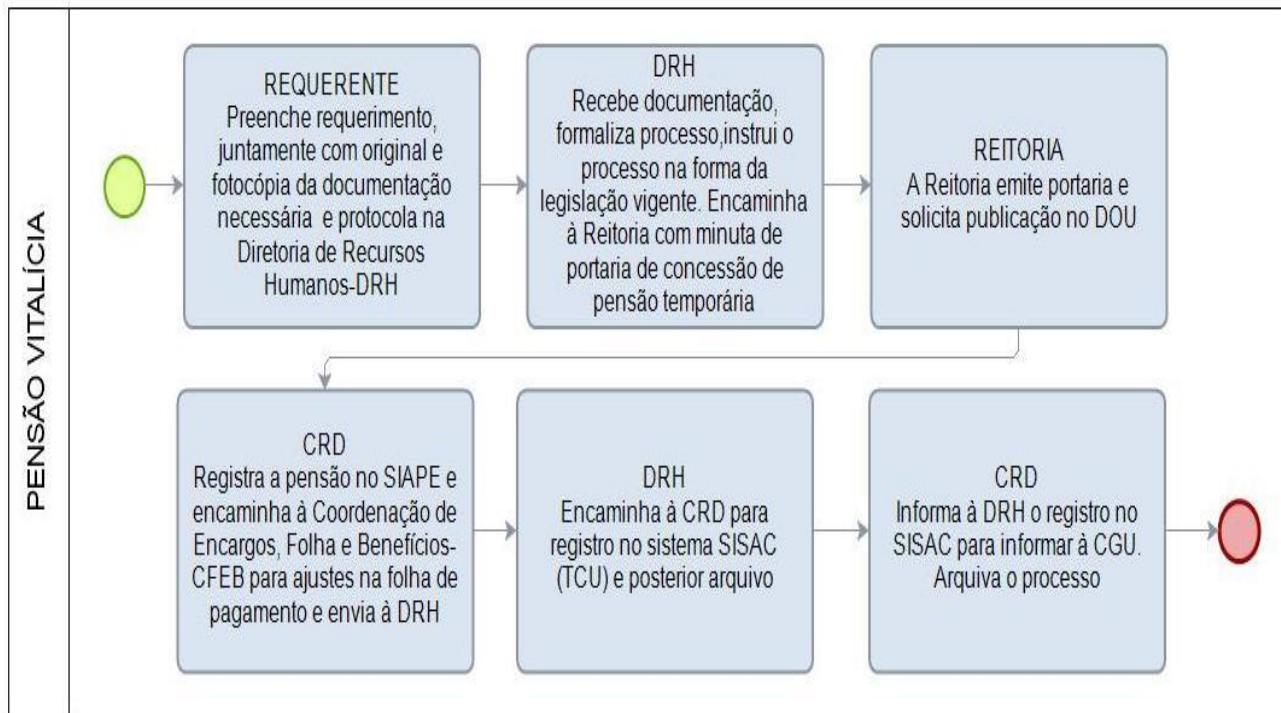 PENSÃO VITALÍCIA
REQUERENTE
Preenche requerimento,
juntamente com original e
fotocópia da documentação
necessária e protocola na
Diretoria de Recursos
Humanos-DRH
DRH
Recebe documentação,
formaliza processo,instrui o
processo na forma da
legislação vigente. Encaminha
à Reitoria com minuta de
portaria de concessão de
pensão temporária
REITORIA
A Reitoria emite portaria e
solicita publicação no DOU
CRD
Registra a pensão no SIAPE e
encaminha à Coordenação de
Encargos, Folha e Benefícios-
CFEB para ajustes na folha de
pagamento e envia à DRH
DRH
Encaminha à CRD para
registro no sistema SISAC
(TCU) e posterior arquivo
CRD
Informa à DRH o registro no
SISAC para informar à CGU.
Arquiva o processo